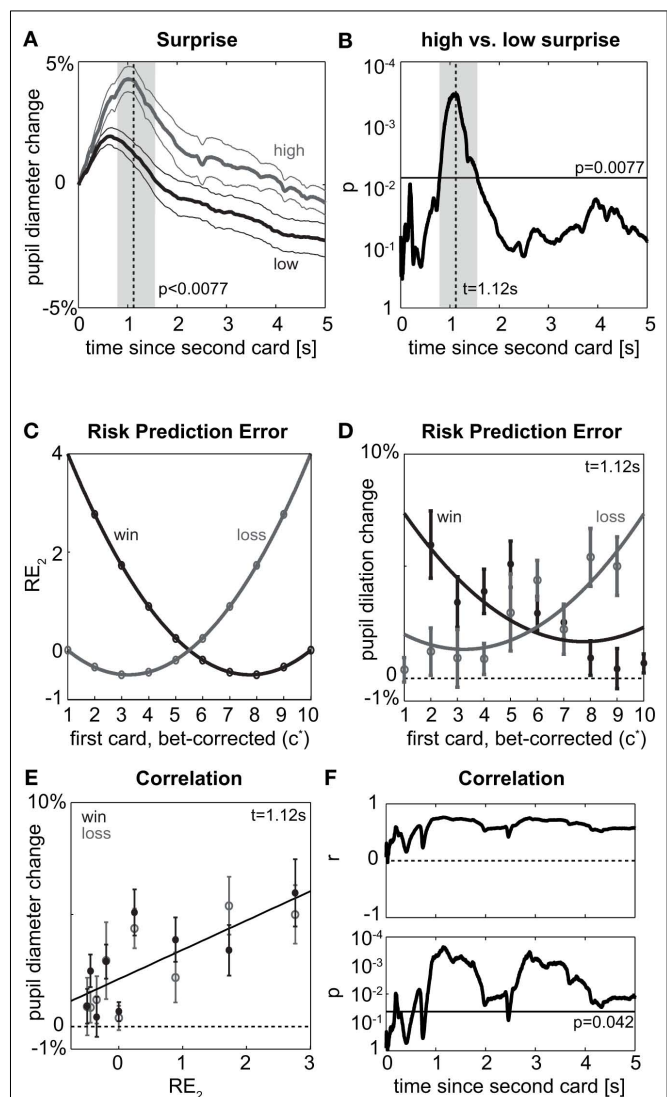 A Surprise
5%
0
-5%
pupil diameter change
high
low
p<0.0077
0 1 2 3 4 5
time since second card [s]
B high vs. low surprise
10-4
10-3
10-2
10-1
1
p
p=0.0077
t=1.12s
0 1 2 3 4 5
time since second card [s]
C Risk Prediction Error
4
2
0
-1
RE2
win
loss
1 2 3 4 5 6 7 8 9 10
first card, bet-corrected (c*)
D Risk Prediction Error
10%
0
-1%
pupil dilation change
t=1.12s
win
loss
1 2 3 4 5 6 7 8 9 10
first card, bet-corrected (c*)
E Correlation
10%
0
-1%
pupil diameter change
win
loss
t=1.12s
0 1 2 3
RE2
F Correlation
1
0
-1
r
10-4
10-3
10-2
10-1
1
p
p=0.042
0 1 2 3 4 5
time since second card [s]